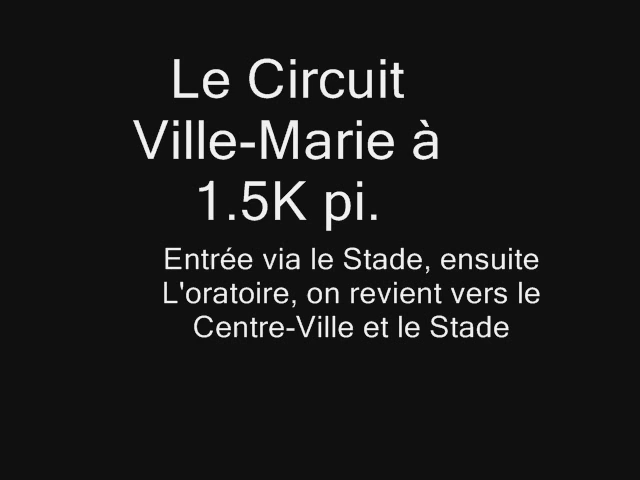 Le Circuit
Ville-Marie à
1.5K pi.
Entrée via le Stade, ensuite
L'oratoire, on revient vers le
Centre-Ville et le Stade